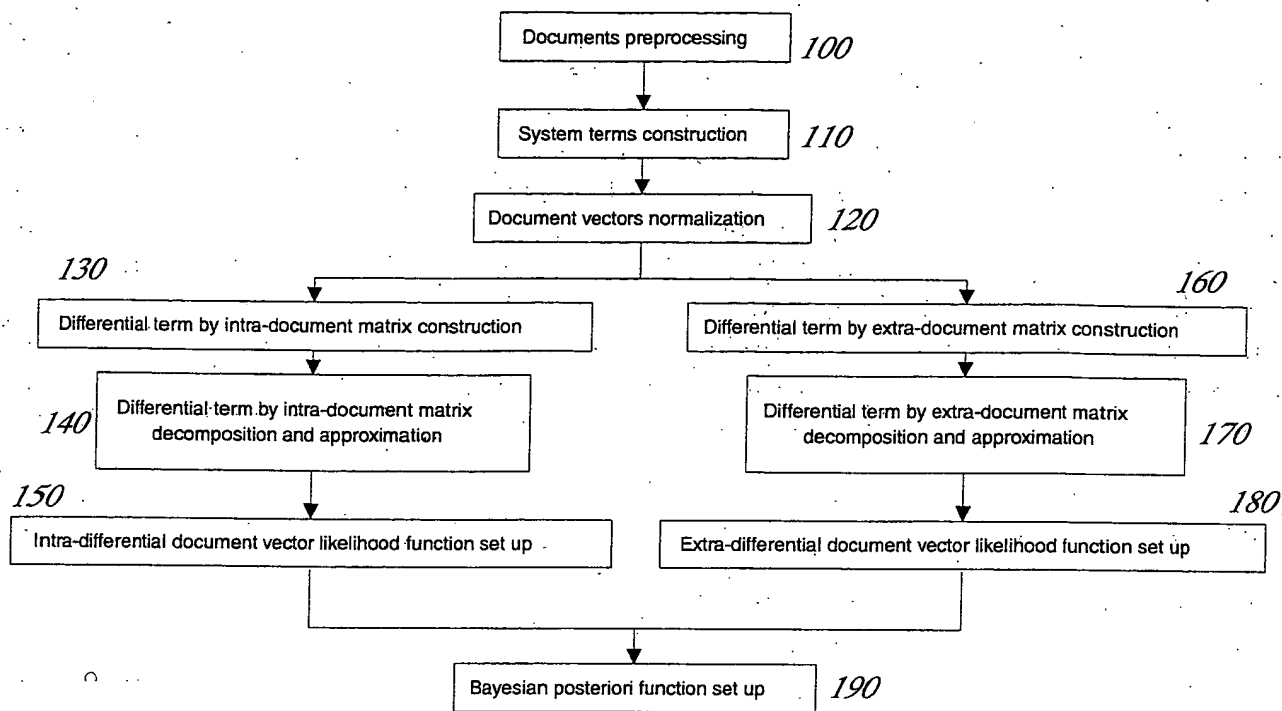 Documents preprocessing
100
System terms construction
110
Document vectors normalization
120
130
160
Differential term by intra-document matrix construction
Differential term by extra-document matrix construction
Differential term by intra-document matrix
decomposition and approximation
140
Differential term by extra-document matrix
decomposition and approximation
170
150
180
Intra-differential document vector likelihood function set up
Extra-differential document vector likelihood function set up
Bayesian posteriori function set up
190